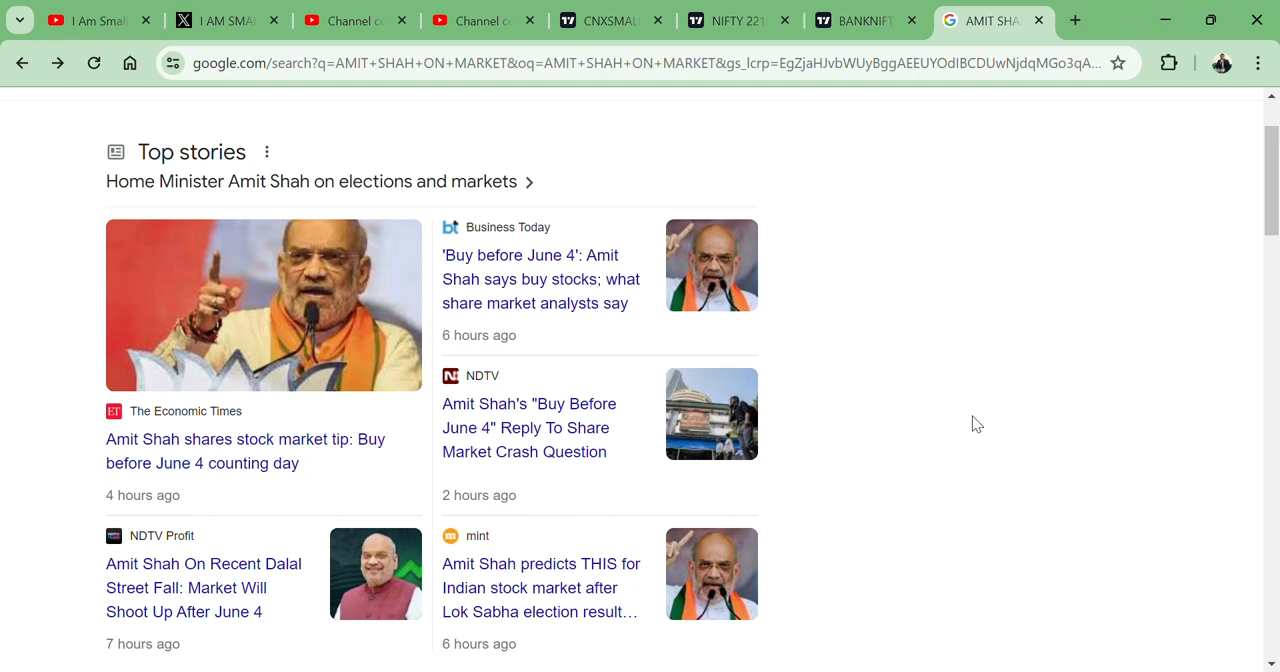 I Am Smal
I AM SMA
Channel c
Channel c
CNXSMAL
NIFTY 221
BANKNIFT
AMIT SHA
google.com/search?q=AMIT+SHAH+ON+MARKET&oq=AMIT+SHAH+ON+MARKET&gs_lcrp=EgZjaHJvbWUyBggAEEUYOdIBCDUwNjdqMGo3qA...
Top stories
Home Minister Amit Shah on elections and markets
The Economic Times
Amit Shah shares stock market tip: Buy
before June 4 counting day
4 hours ago
NDTV Profit
Amit Shah On Recent Dalal
Street Fall: Market Will
Shoot Up After June 4
7 hours ago
bt Business Today
'Buy before June 4': Amit
Shah says buy stocks; what
share market analysts say
6 hours ago
N NDTV
Amit Shah's "Buy Before
June 4" Reply To Share
Market Crash Question
2 hours ago
mint
Amit Shah predicts THIS for
Indian stock market after
Lok Sabha election result...
6 hours ago